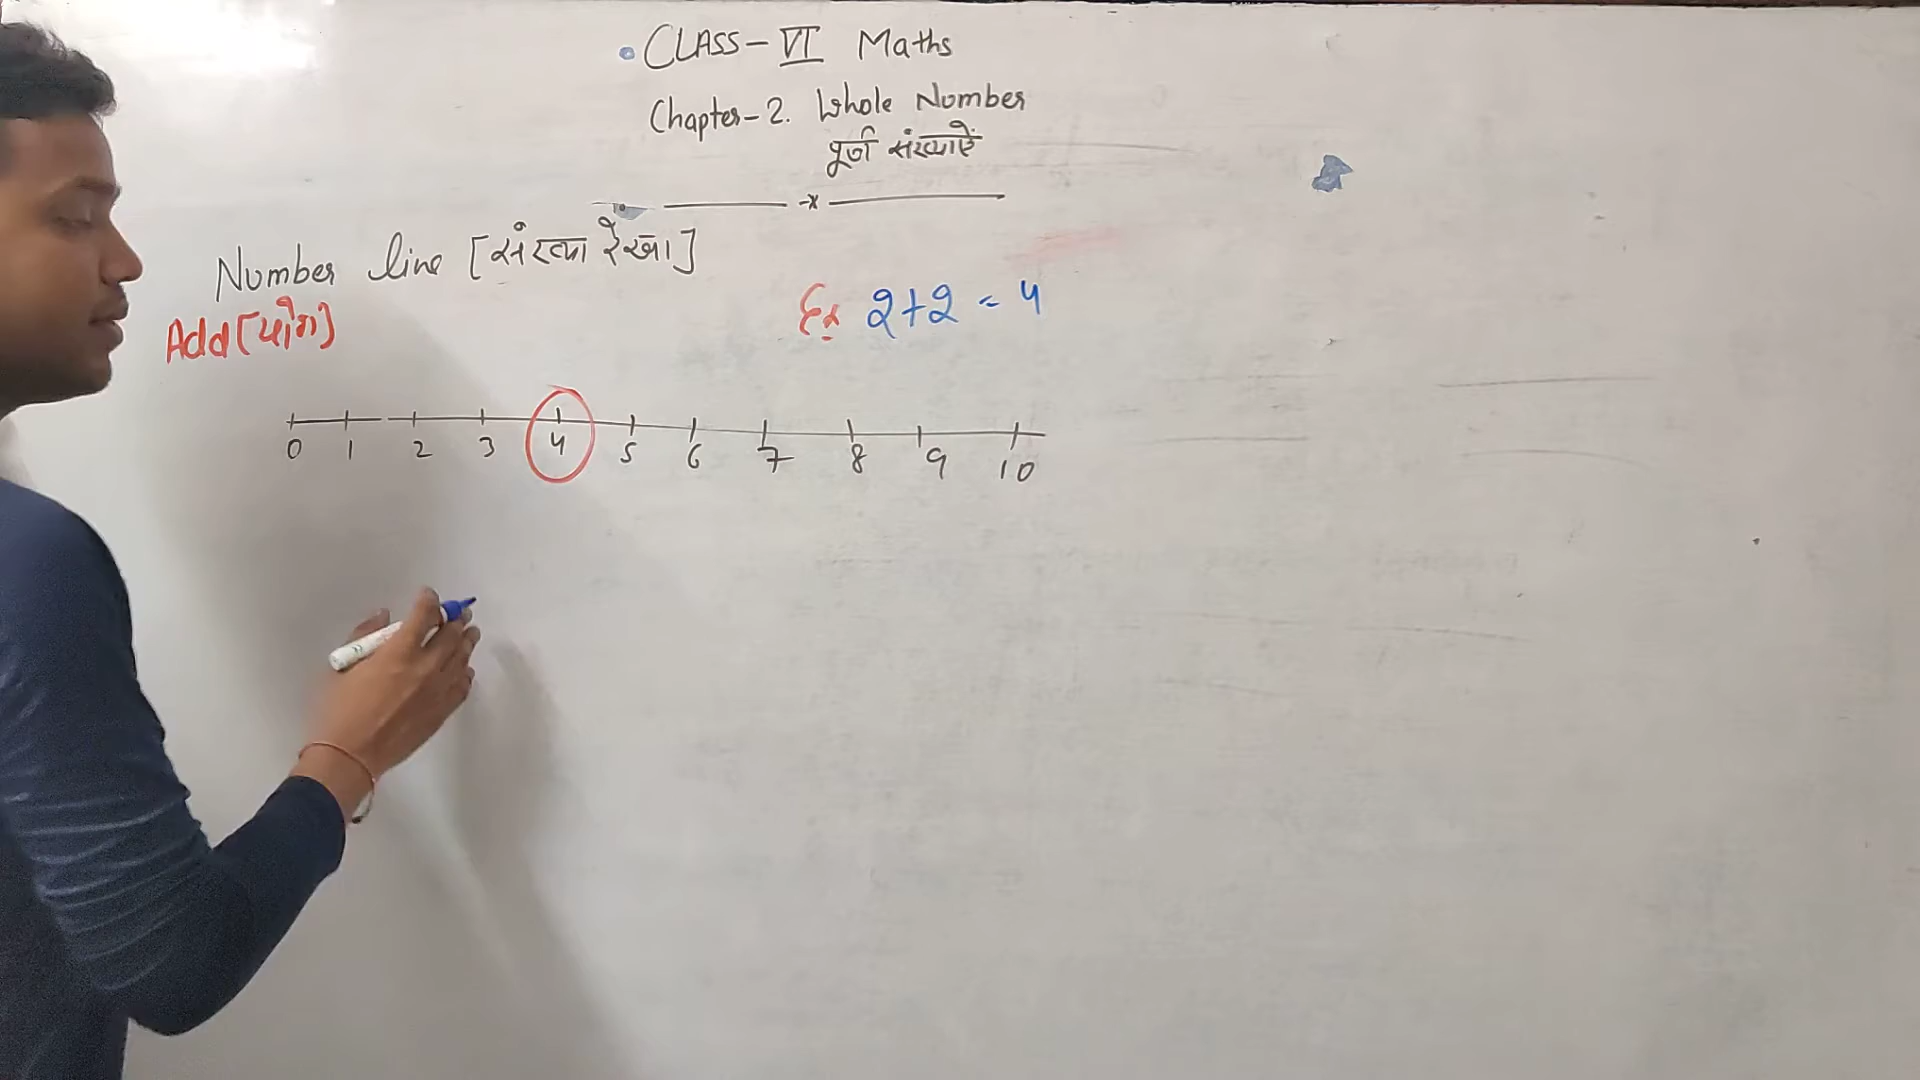 CLASS-VI Maths
Chapter-2. Whole Number
पूर्ण संख्याऐं
Number line [संख्या रेखा]
Add [योग]
Ex 2+2 = 4
0 1 2 3 4 5 6 7 8 9 10